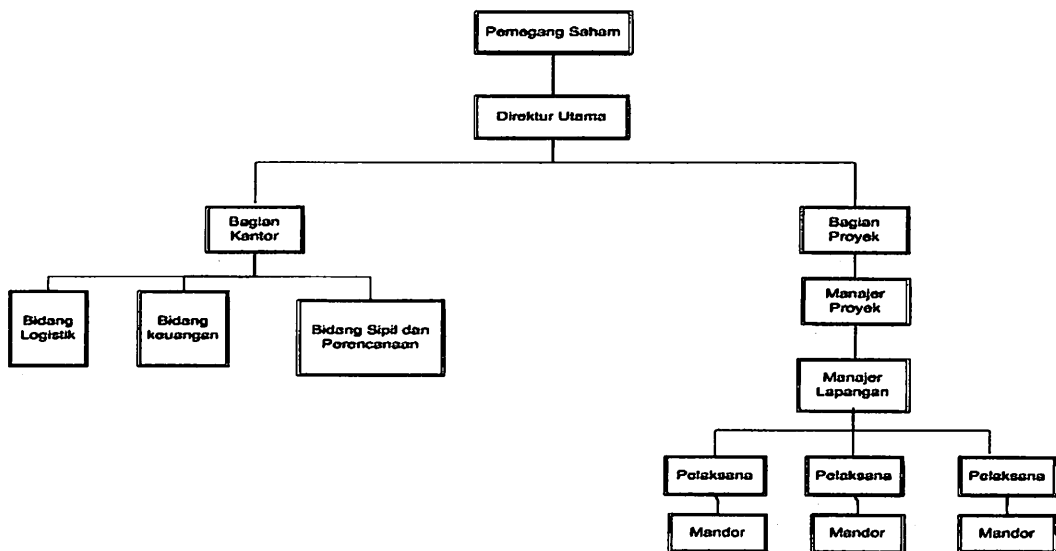 Pemegang Saham
Direktur Utama
Bagian
Kantor
Bagian
Proyek
Bidang
Logistik
Bidang
keuangan
Bidang Sipil dan
Perencanaan
Manajer
Proyek
Manajer
Lapangan
Pelaksana
Pelaksana
Pelaksana
Mandor
Mandor
Mandor